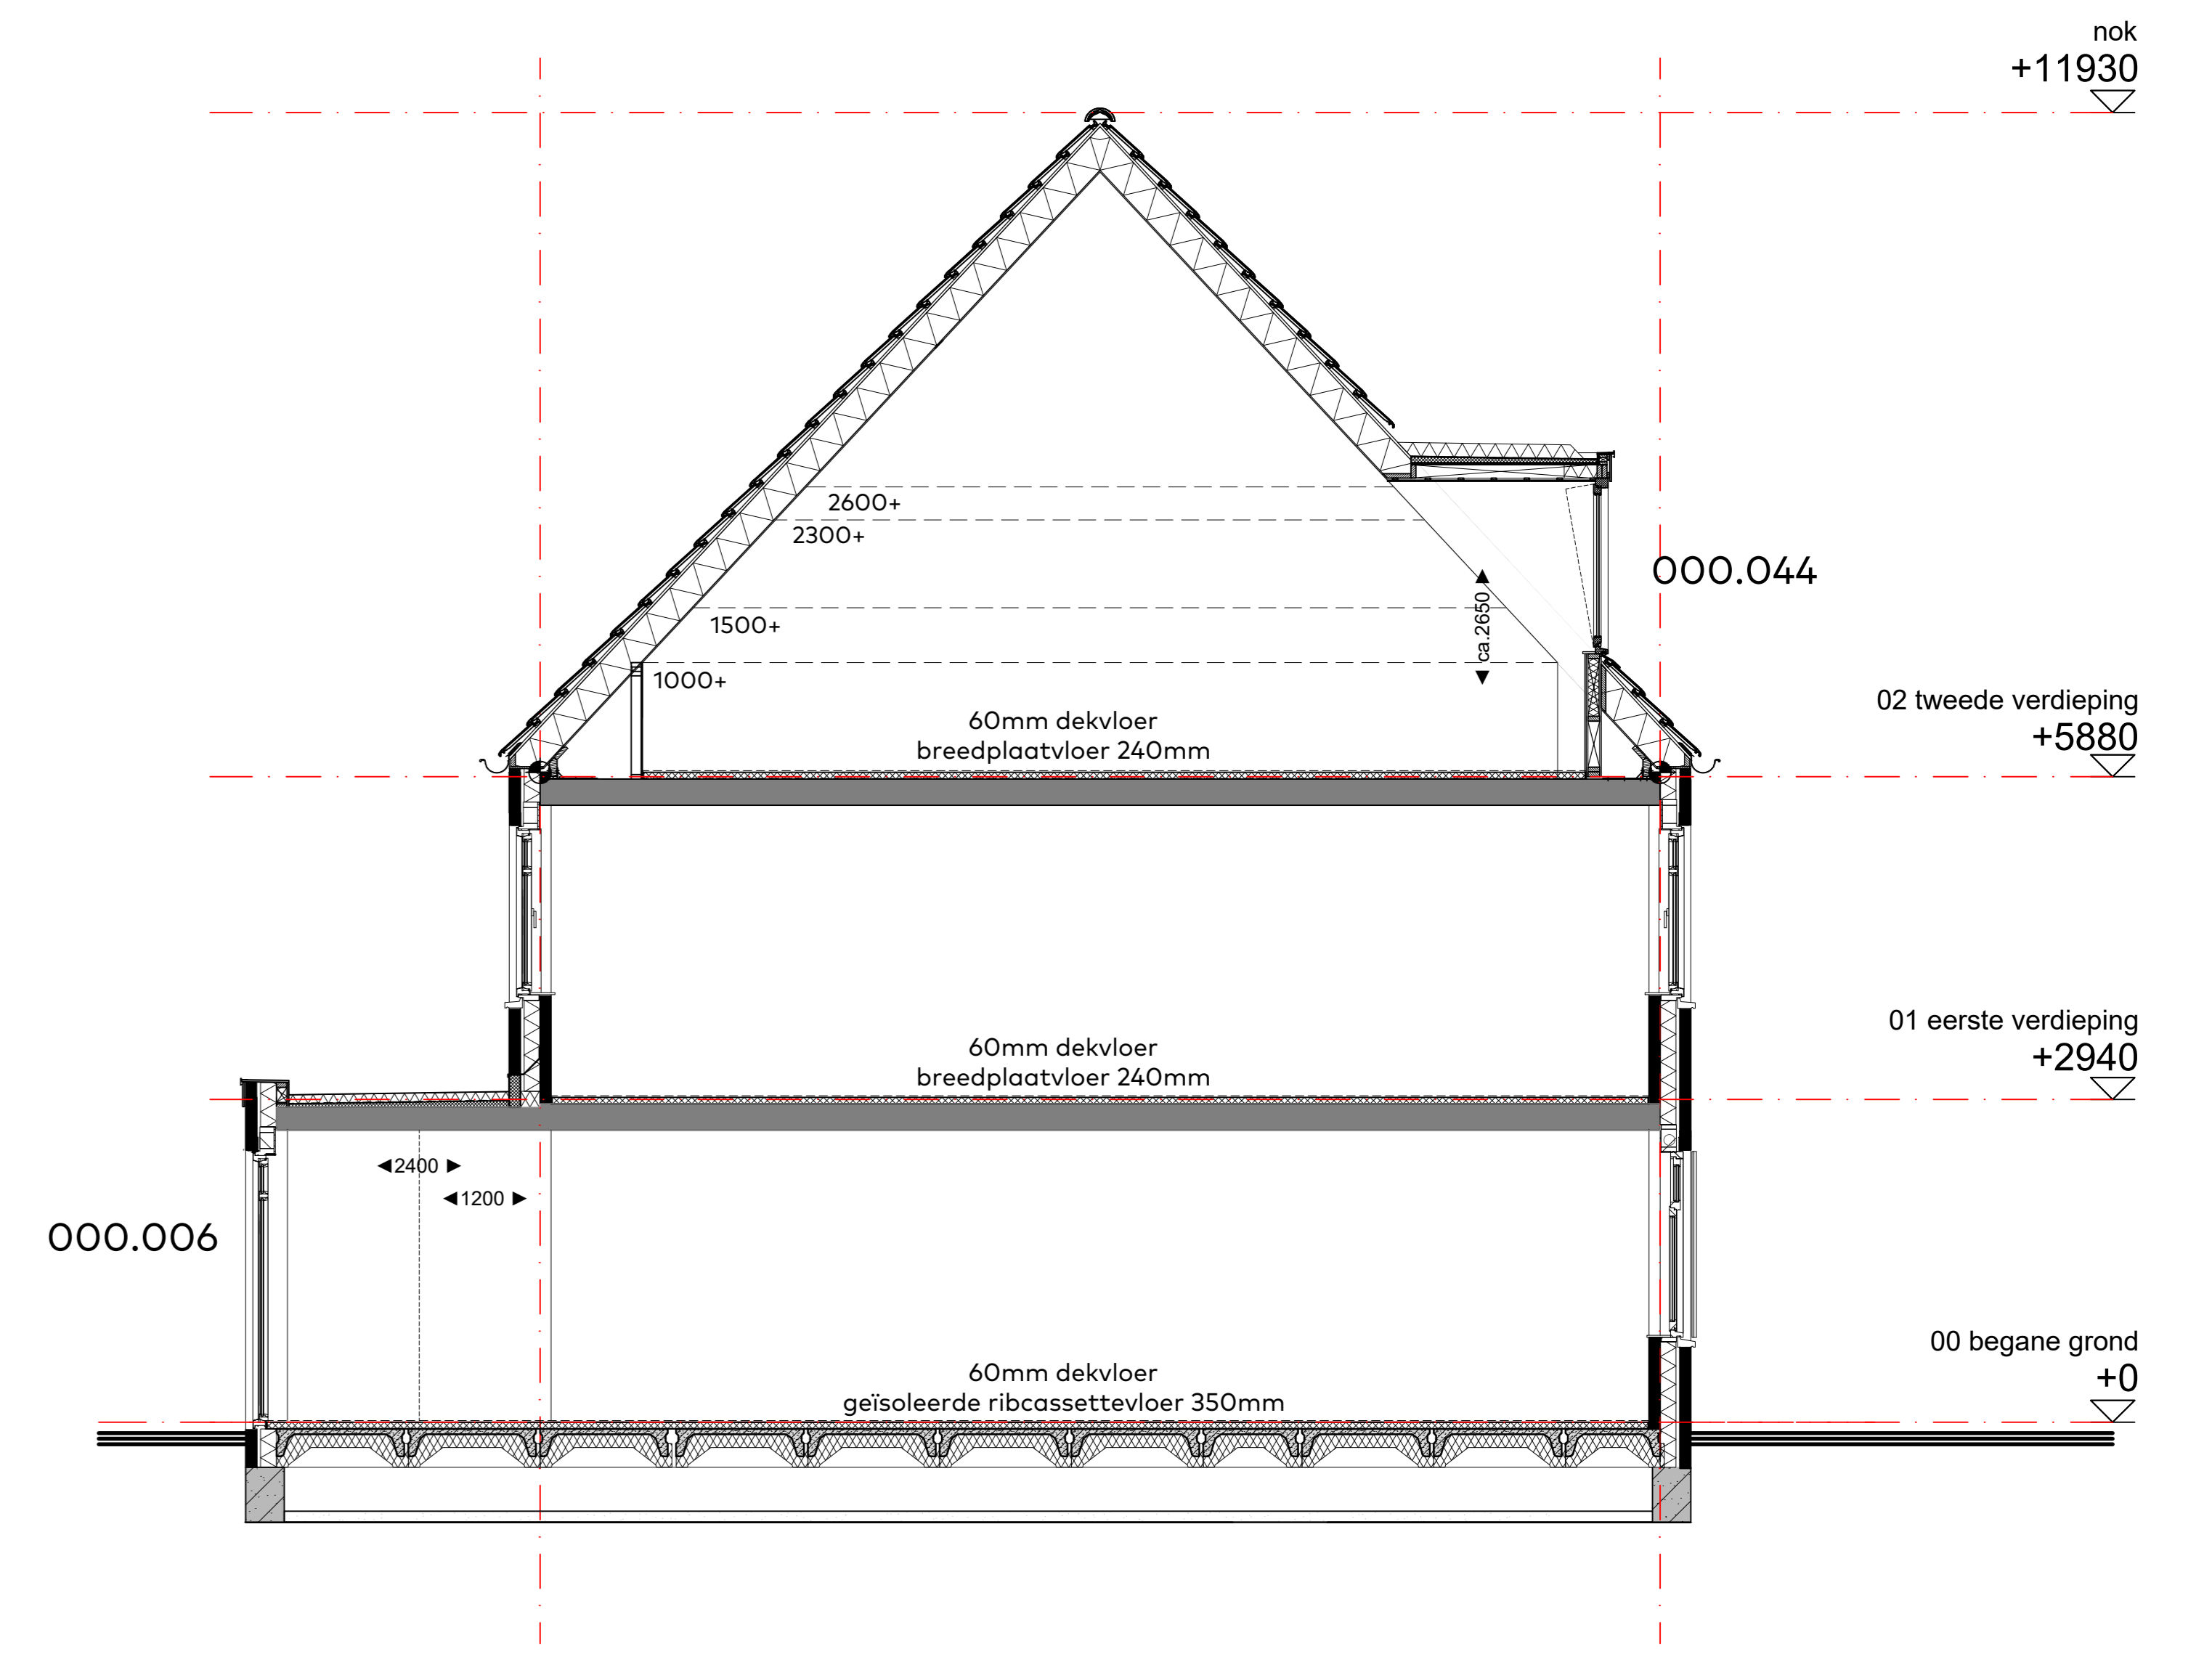 nok
+11930
2600+
2300+
000.044
1500+
ca.2650
1000+
02 tweede verdieping
+5880
60mm dekvloer
breedplaatvloer 240mm
01 eerste verdieping
+2940
60mm dekvloer
breedplaatvloer 240mm
2400
1200
000.006
00 begane grond
+0
60mm dekvloer
geïsoleerde ribcassettevloer 350mm